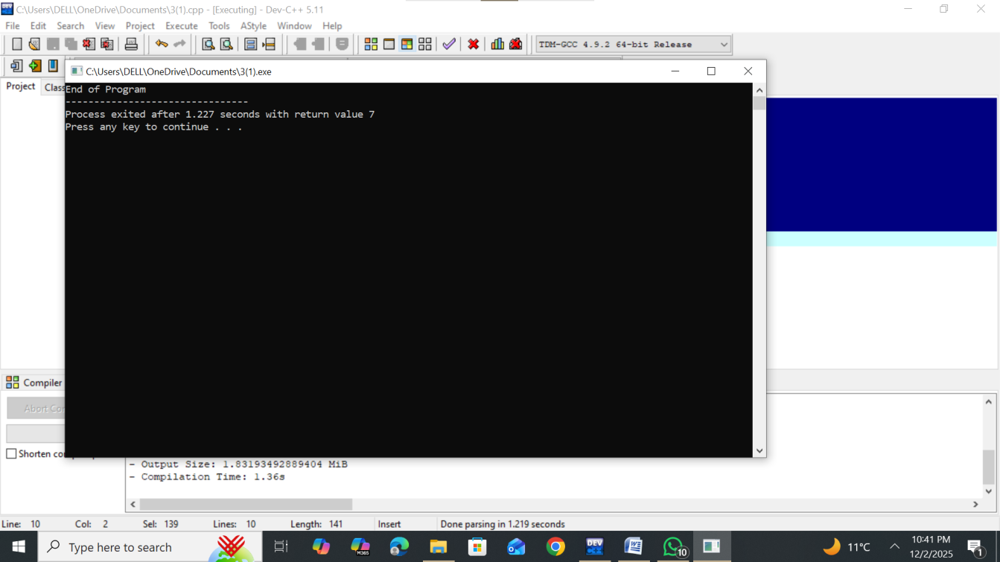 C:\Users\DELL\OneDrive\Documents\3(1).cpp - [Executing] - Dev-C++ 5.11
File Edit Search View Project Execute Tools AStyle Window Help
TDM-GCC 4.9.2 64-bit Release
C:\Users\DELL\OneDrive\Documents\3(1).exe
Project Class
End of Program
--------------------------------
Process exited after 1.227 seconds with return value 7
Press any key to continue . . .
Compiler
Abort
Shorten
- Output Size: 1.83193492889404 MiB
- Compilation Time: 1.36s
Line: 10 Col: 2 Sel: 139 Lines: 10 Length: 141 Insert Done parsing in 1.219 seconds
Type here to search
M365
DEV
10
11°C
10:41 PM
12/2/2025
1